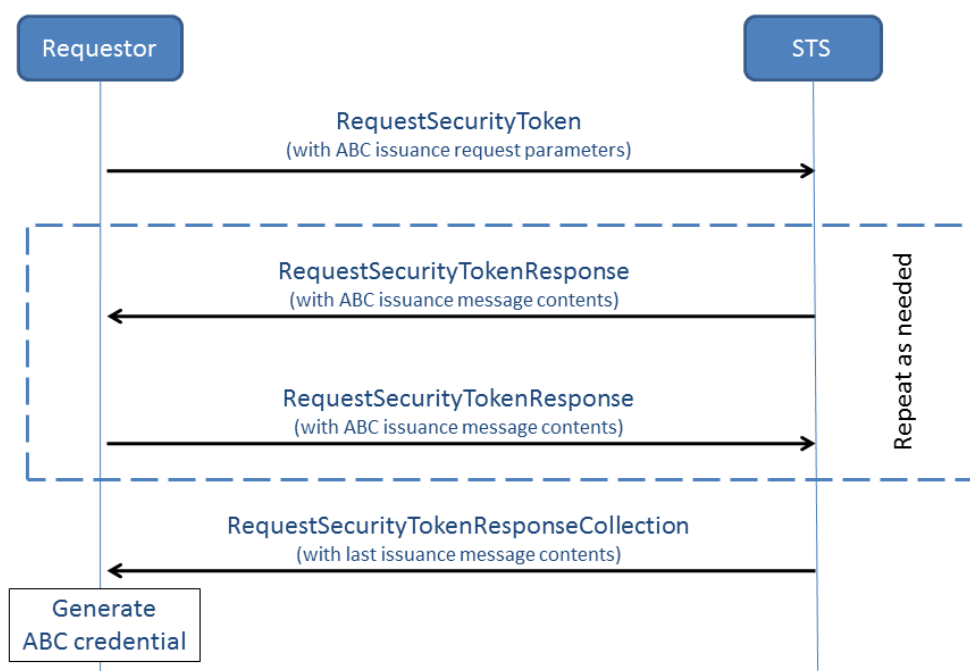 Requestor
STS
RequestSecurityToken
(with ABC issuance request parameters)
RequestSecurityTokenResponse
(with ABC issuance message contents)
RequestSecurityTokenResponse
(with ABC issuance message contents)
Repeat as needed
RequestSecurityTokenResponseCollection
(with last issuance message contents)
Generate
ABC credential